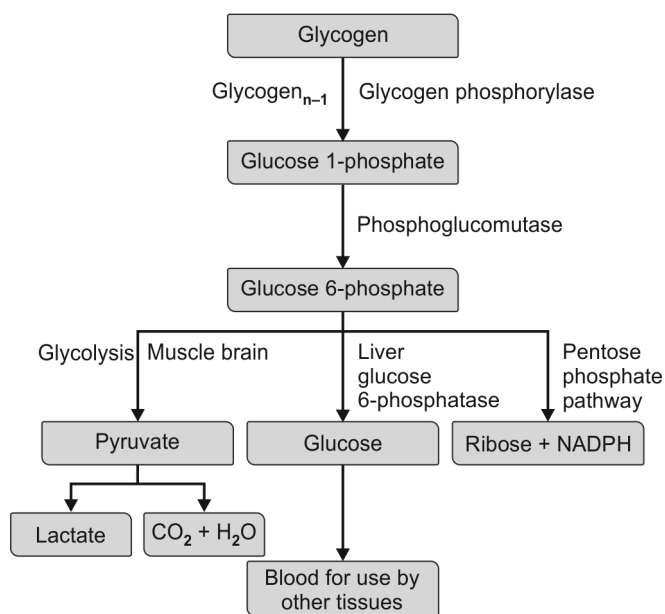 Glycogen
Glycogenn–1
Glycogen phosphorylase
Glucose 1-phosphate
Phosphoglucomutase
Glucose 6-phosphate
Glycolysis
Muscle brain
Liver
glucose
6-phosphatase
Pentose
phosphate
pathway
Pyruvate
Glucose
Ribose + NADPH
Lactate
CO2 + H2O
Blood for use by
other tissues